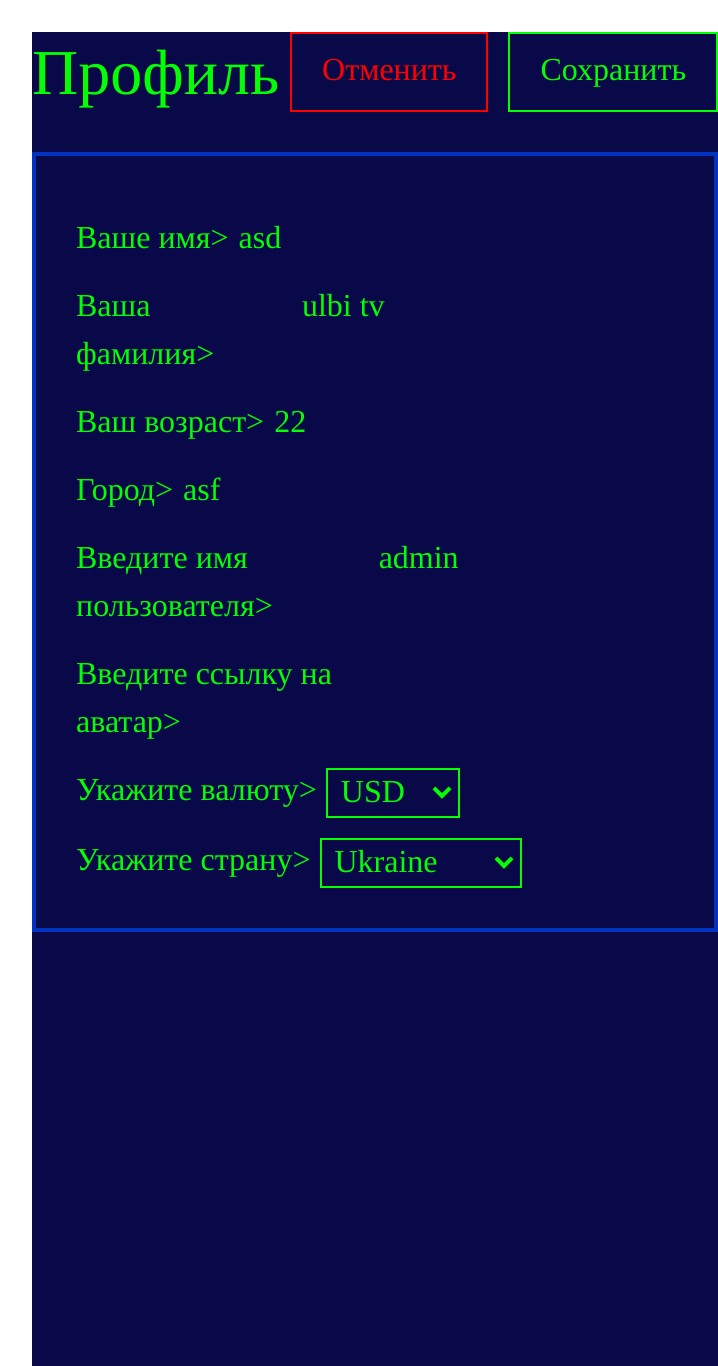 Профиль Отменить Сохранить
Ваше имя> asd
Ваша ulbi tv
фамилия>
Ваш возраст> 22
Город> asf
Введите имя admin
пользователя>
Введите ссылку на
аватар>
Укажите валюту> USD
Укажите страну> Ukraine